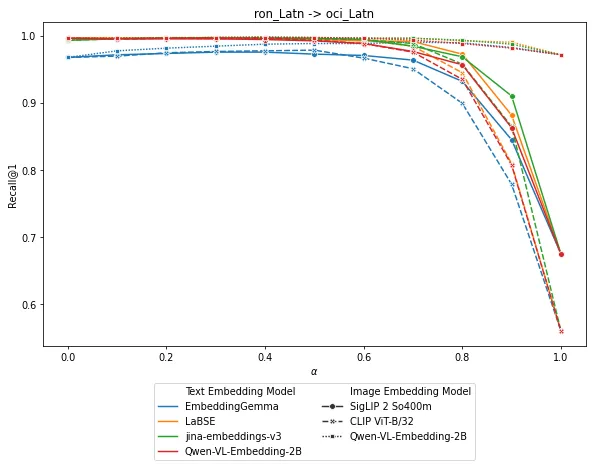 ron_Latn -> oci_Latn
Recall@1
1.0
0.9
0.8
0.7
0.6
0.0 0.2 0.4 0.6 0.8 1.0
α
Text Embedding Model
EmbeddingGemma
LaBSE
jina-embeddings-v3
Qwen-VL-Embedding-2B
Image Embedding Model
SigLIP 2 So400m
CLIP ViT-B/32
Qwen-VL-Embedding-2B